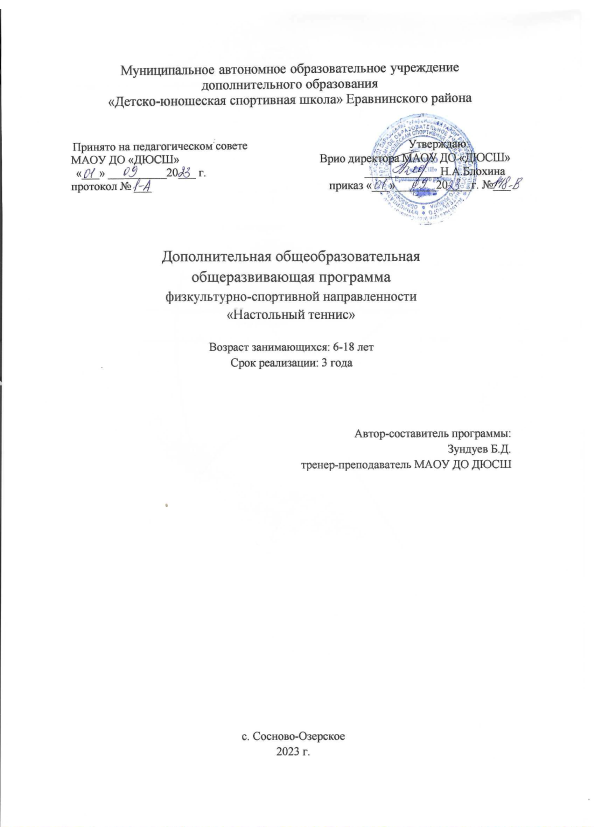 Муниципальное автономное образовательное учреждение
дополнительного образования
«Детско-юношеская спортивная школа» Еравнинского района
Принято на педагогическом совете
МАОУ ДО «ДЮСШ»
«01» 09 2023 г.
протокол № 1-А
Утверждаю
Врио директора МАОУ ДО «ДЮСШ»
Н.А.Блохина
приказ «01» 09 2023 г. № 118-В
Дополнительная общеобразовательная
общеразвивающая программа
физкультурно-спортивной направленности
«Настольный теннис»
Возраст занимающихся: 6-18 лет
Срок реализации: 3 года
Автор-составитель программы:
Зундуев Б.Д.
тренер-преподаватель МАОУ ДО ДЮСШ
с. Сосново-Озерское
2023 г.